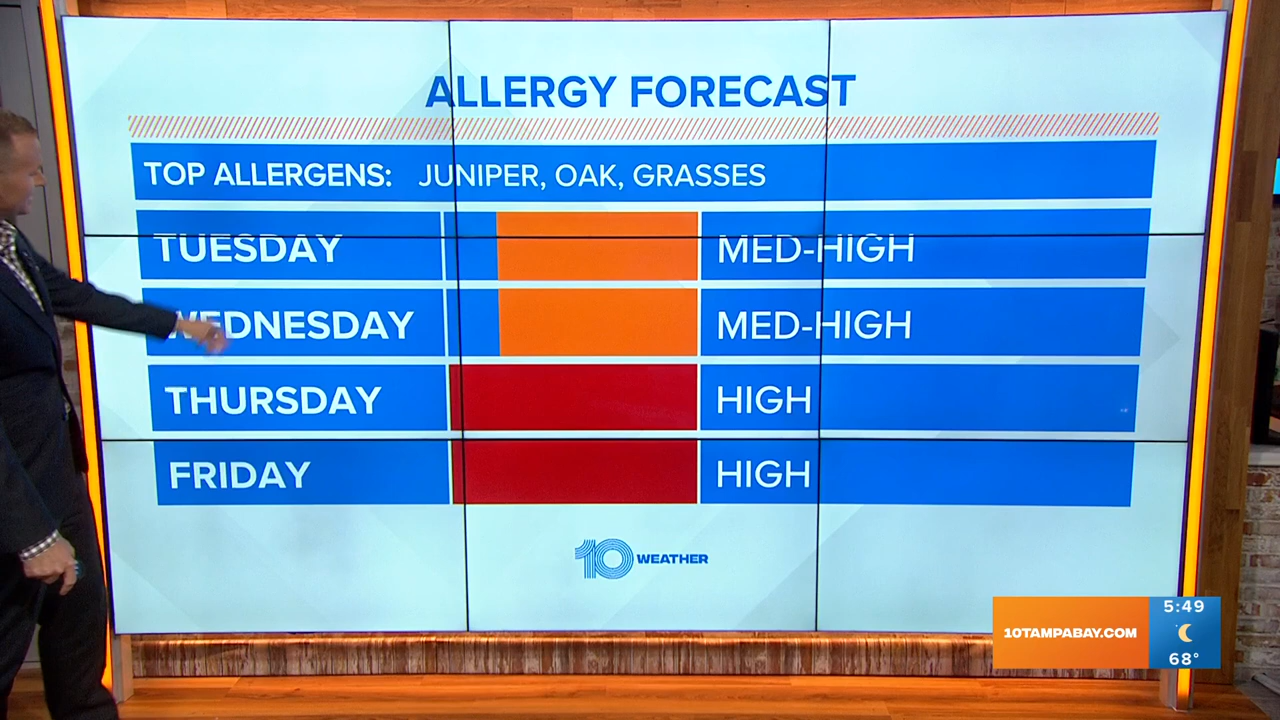 ALLERGY FORECAST
TOP ALLERGENS: JUNIPER, OAK, GRASSES
TUESDAY MED-HIGH
WEDNESDAY MED-HIGH
THURSDAY HIGH
FRIDAY HIGH
10 WEATHER
10TAMPABAY.COM
5:49
68°